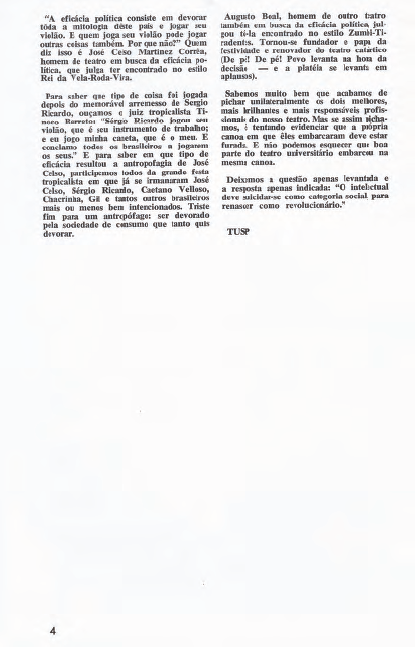 "A eficácia política consiste em devorar
tôda a mitologia dêste país e jogar seu
violão. E quem joga seu violão pode jogar
outras coisas também. Por que não?" Quem
diz isso é José Celso Martinez Corrêa,
homem de teatro em busca da eficácia po-
lítica, que julga ter encontrado no estilo
Rei da Vela-Roda-Viva.
Para saber que tipo de coisa foi jogada
depois do memorável arremesso de Sergio
Ricardo, ouçamos o juiz tropicalista Ti-
noco Barreto: "Sérgio Ricardo jogou seu
violão, que é seu instrumento de trabalho;
e eu jogo minha caneta, que é o meu. E
conclamo todos os brasileiros a jogarem
os seus." E para saber em que tipo de
eficácia resultou a antropofagia de José
Celso, participemos todos da grande festa
tropicalista em que já se irmanaram José
Celso, Sérgio Ricardo, Caetano Velloso,
Chacrinha, Gil e tantos outros brasileiros
mais ou menos bem intencionados. Triste
fim para um antropófago: ser devorado
pela sociedade de consumo que tanto quis
devorar.
Augusto Boal, homem de outro teatro
também em busca da eficácia política, jul-
gou tê-la encontrado no estilo Zumbi-Ti-
radentes. Tornou-se fundador e papa da
festividade e renovador do teatro catártico
(De pé! De pé! Povo levanta na hora da
decisão — e a platéia se levanta em
aplausos).
Sabemos muito bem que acabamos de
pichar unilateralmente os dois melhores,
mais brilhantes e mais responsáveis profis-
sionais do nosso teatro. Mas se assim picha-
mos, é tentando evidenciar que a própria
canoa em que êles embarcaram deve estar
furada. E não podemos esquecer que boa
parte do teatro universitário embarcou na
mesma canoa.
Deixamos a questão apenas levantada e
a resposta apenas indicada: "O intelectual
deve suicidar-se como categoria social para
renascer como revolucionário."
TUSP
4